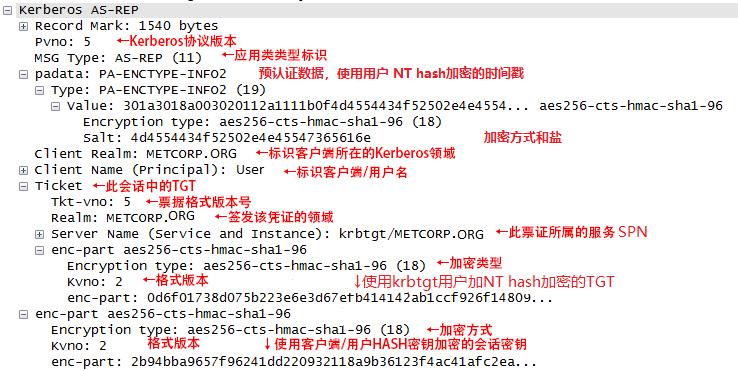 Kerberos AS-REP
Record Mark: 1540 bytes
Pvno: 5 ←Kerberos协议版本
MSG Type: AS-REP (11) ←应用类类型标识
padata: PA-ENCTYPE-INFO2 预认证数据，使用用户 NT hash加密的时间戳
Type: PA-ENCTYPE-INFO2 (19)
Value: 301a3018a003020112a1111b0f4d4554434f52502e4e4554... aes256-cts-hmac-sha1-96
Encryption type: aes256-cts-hmac-sha1-96 (18)
Salt: 4d4554434f52502e4e45547365616e 加密方式和盐
Client Realm: METCORP.ORG ←标识客户端所在的Kerberos领域
Client Name (Principal): User ←标识客户端/用户名
Ticket ←此会话中的TGT
Tkt-vno: 5 ←票据格式版本号
Realm: METCORP.ORG ←签发该凭证的领域
Server Name (Service and Instance): krbtgt/METCORP.ORG ←此票证所属的服务 SPN
enc-part aes256-cts-hmac-sha1-96
Encryption type: aes256-cts-hmac-sha1-96 (18) ←加密类型
Kvno: 2 ←格式版本 ↓使用krbtgt用户加NT hash加密的TGT
enc-part: 0d6f01738d075b223e6e3d67efb414142ab1ccf926f14809...
enc-part aes256-cts-hmac-sha1-96
Encryption type: aes256-cts-hmac-sha1-96 (18) ←加密方式
Kvno: 2 格式版本 ↓使用客户端/用户HASH密钥加密的会话密钥
enc-part: 2b94bba9657f96241dd220932118a9b36123f4ac41afc2ea...